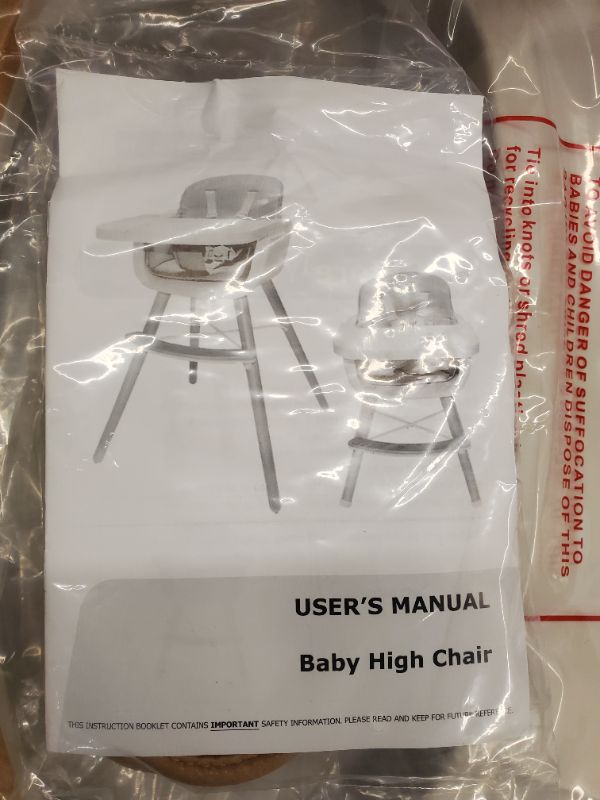 USER'S MANUAL
Baby High Chair
THIS INSTRUCTION BOOKLET CONTAINS IMPORTANT SAFETY INFORMATION. PLEASE READ AND KEEP FOR FUTURE REFERENCE.
TO AVOID DANGER OF SUFFOCATION TO
BABIES AND CHILDREN DISPOSE OF THIS
Tie into knots or shred
for recycling